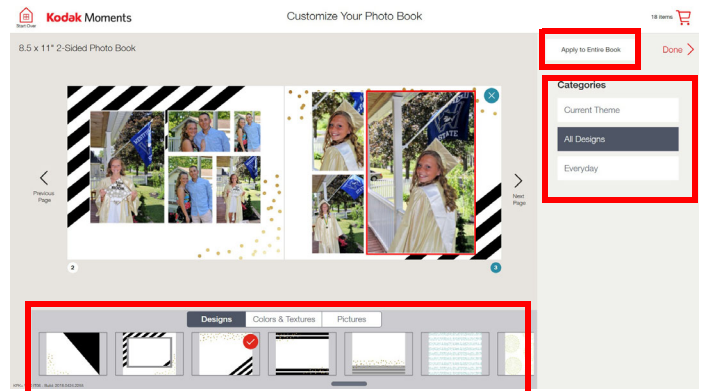 Start Over
Kodak Moments
Customize Your Photo Book
18 items
8.5 x 11" 2-Sided Photo Book
Apply to Entire Book
Done
Categories
Current Theme
All Designs
Everyday
Previous
Page
Next
Page
STATE
2
3
Designs
Colors & Textures
Pictures